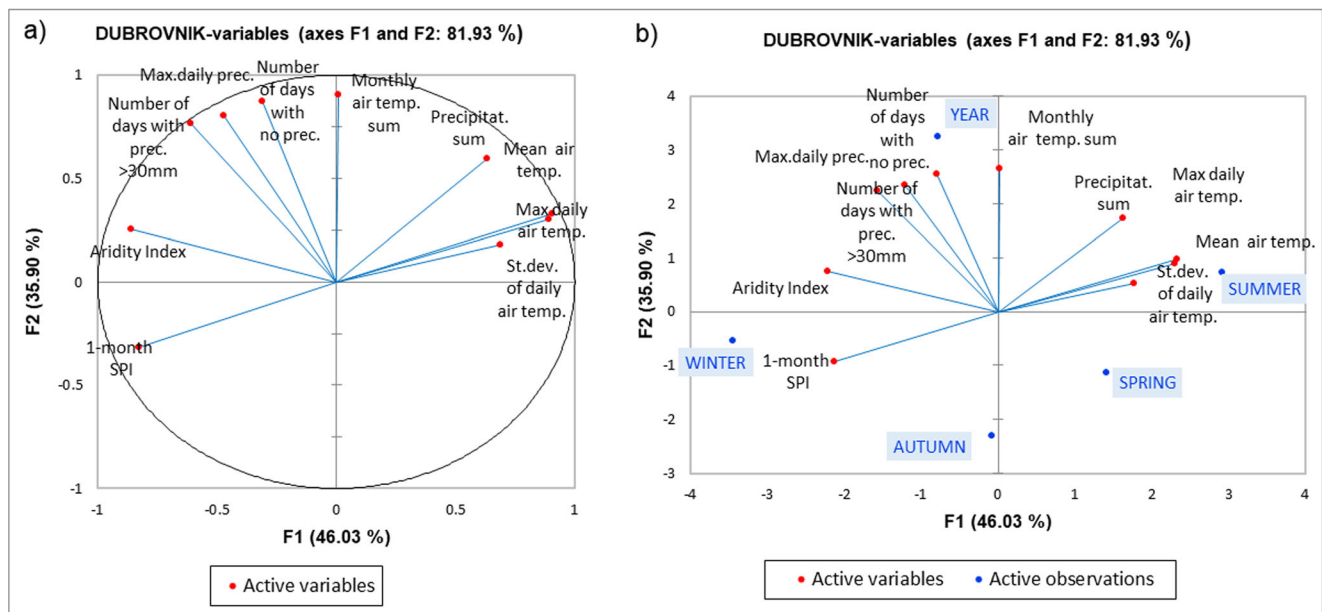 a)
DUBROVNIK-variables (axes F1 and F2: 81,93 %)
Max.daily prec.
Number
of days
with
no prec.
Monthly
air temp.
sum
Number of
days with
prec.
>30mm
Precipitat.
sum
Mean air
temp.
Max.daily
air temp.
Aridity Index
St.dev.
of daily
air temp.
1-month
SPI
1
0.5
0
-0.5
-1
F2 (35.90 %)
-1
-0.5
0
0.5
1
F1 (46.03 %)
Active variables
b)
DUBROVNIK-variables (axes F1 and F2: 81,93 %)
Number
of days
with
no prec.
YEAR
Monthly
air temp. sum
Max.daily prec.
Number of
days with
prec.
>30mm
Precipitat.
sum
Max daily
air temp.
Mean air temp.
Aridity Index
St.dev.
of daily
air temp.
SUMMER
WINTER
1-month
SPI
SPRING
AUTUMN
4
3
2
1
0
-1
-2
-3
F2 (35.90 %)
-4
-3
-2
-1
0
1
2
3
4
F1 (46.03 %)
Active variables
Active observations